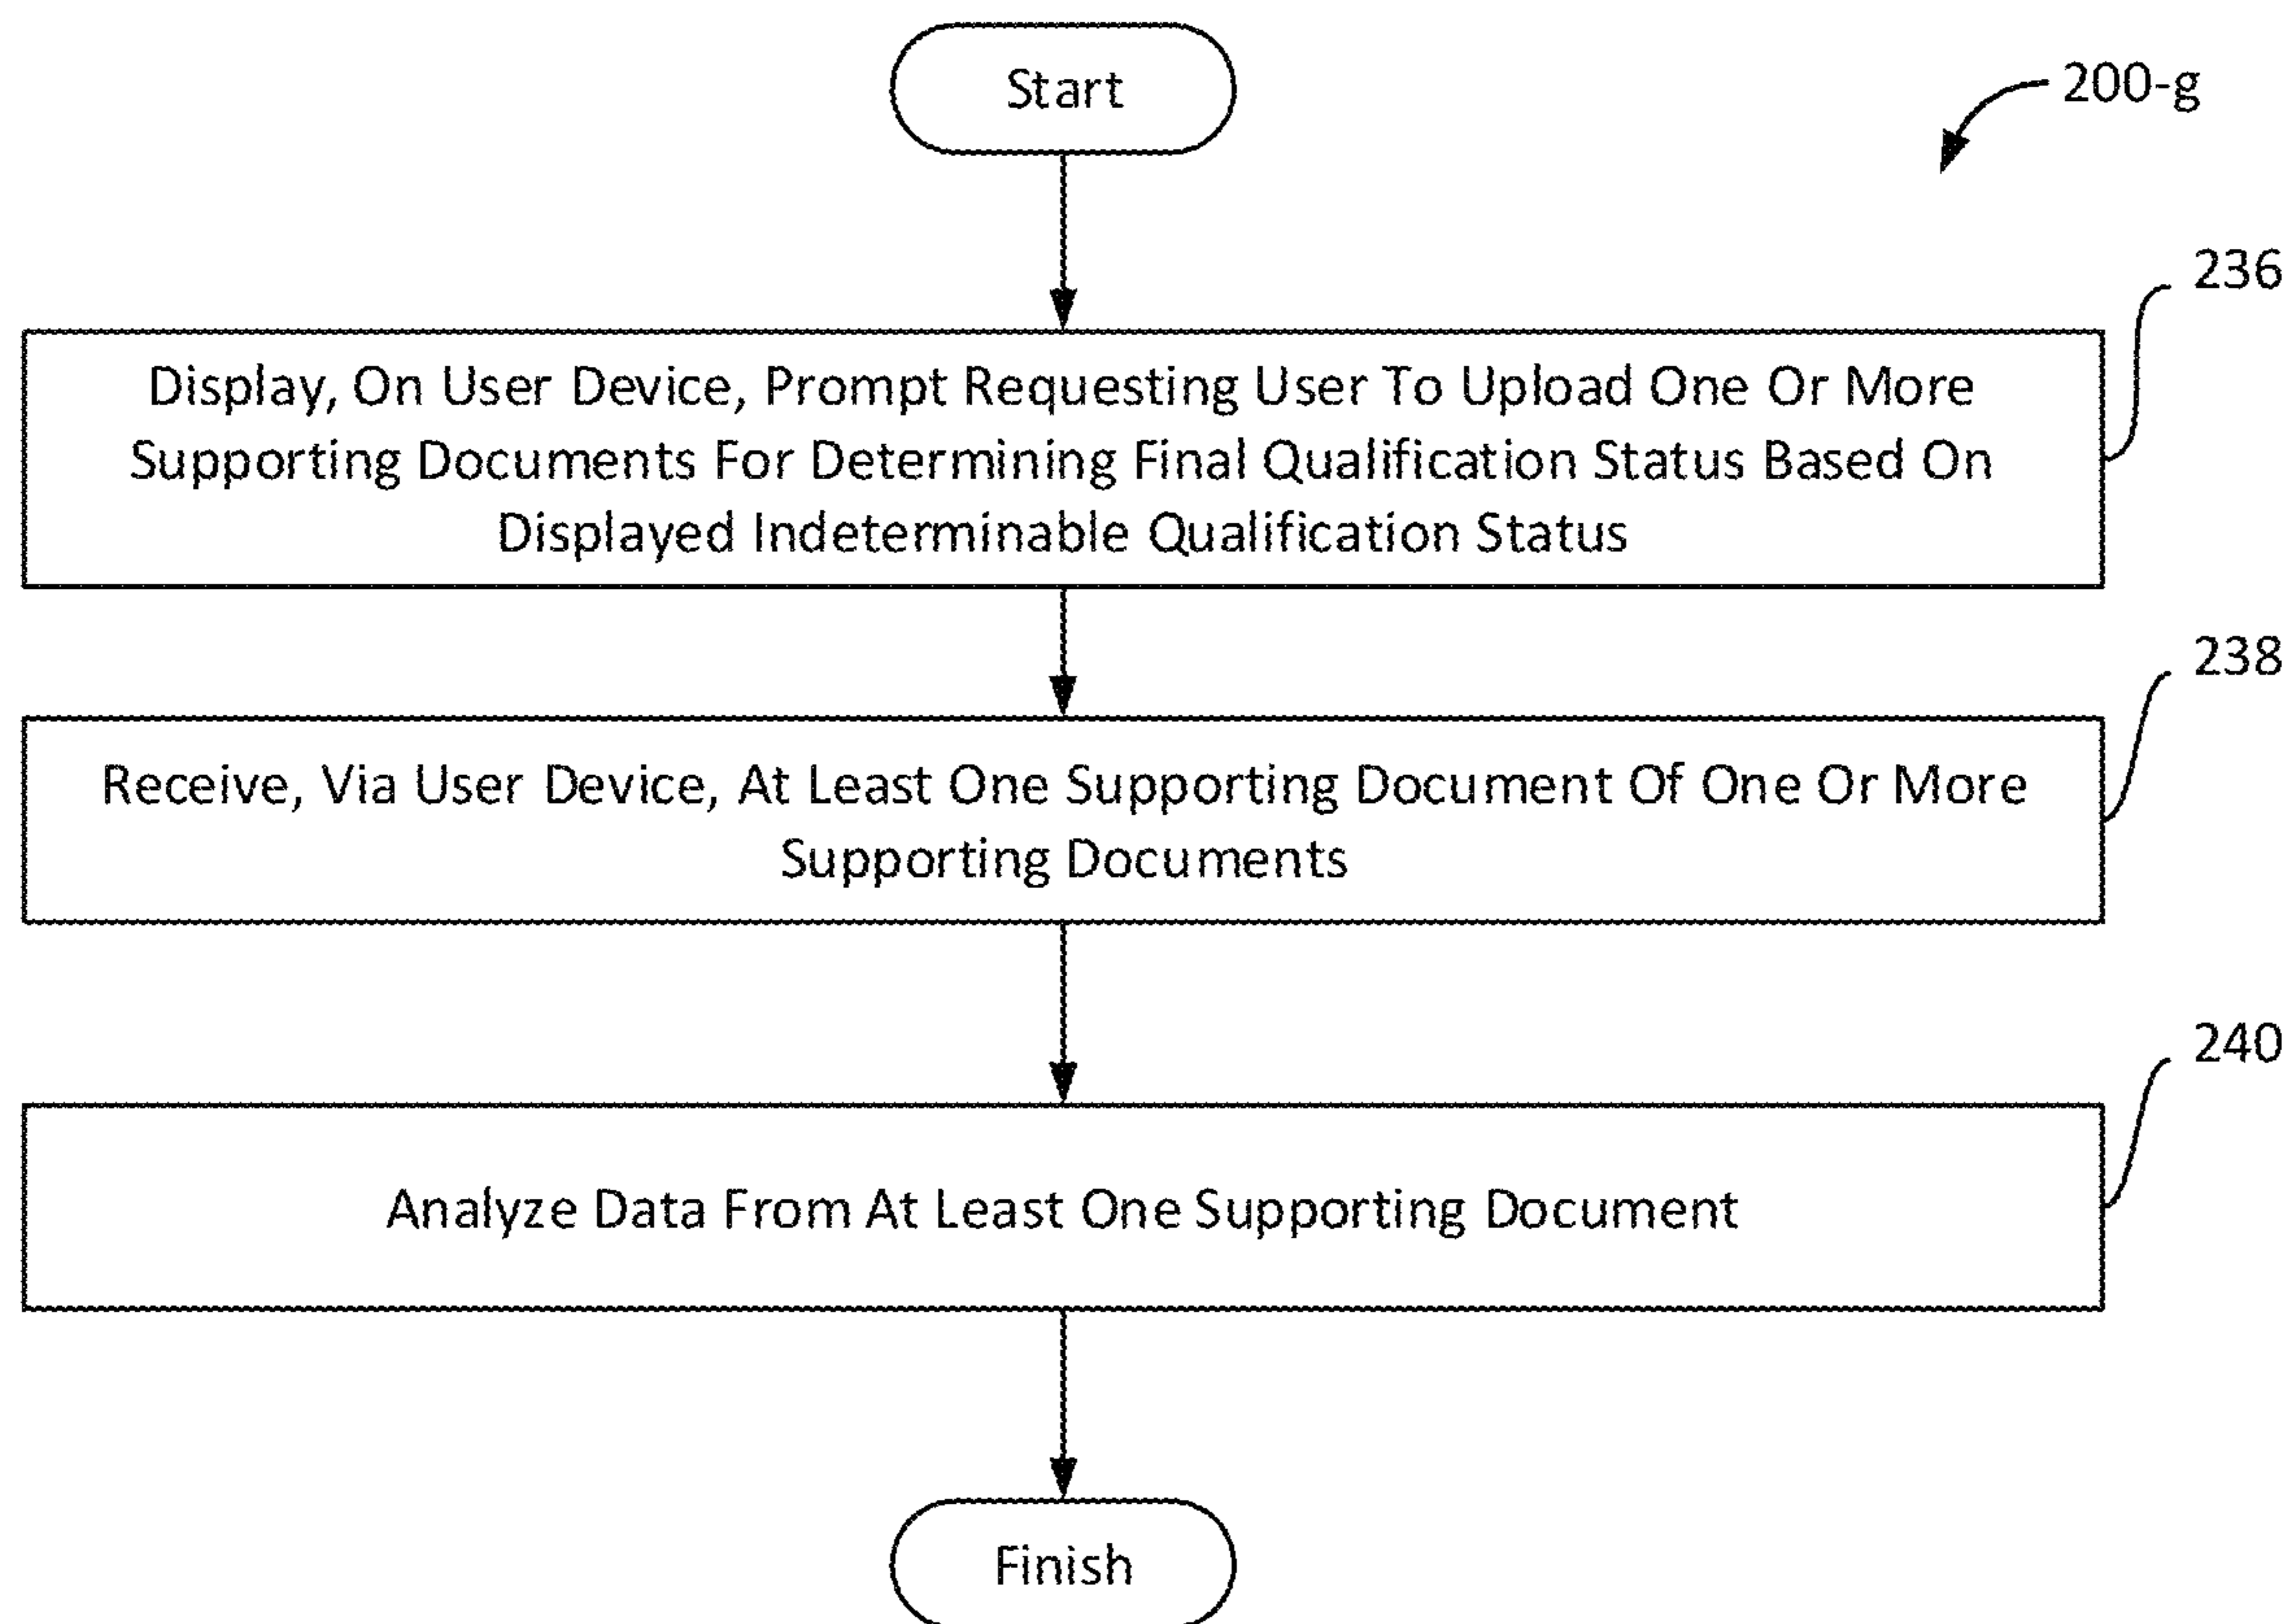 Start
200-g
236
Display, On User Device, Prompt Requesting User To Upload One Or More
Supporting Documents For Determining Final Qualification Status Based On
Displayed Indeterminable Qualification Status
238
Receive, Via User Device, At Least One Supporting Document Of One Or More
Supporting Documents
240
Analyze Data From At Least One Supporting Document
Finish